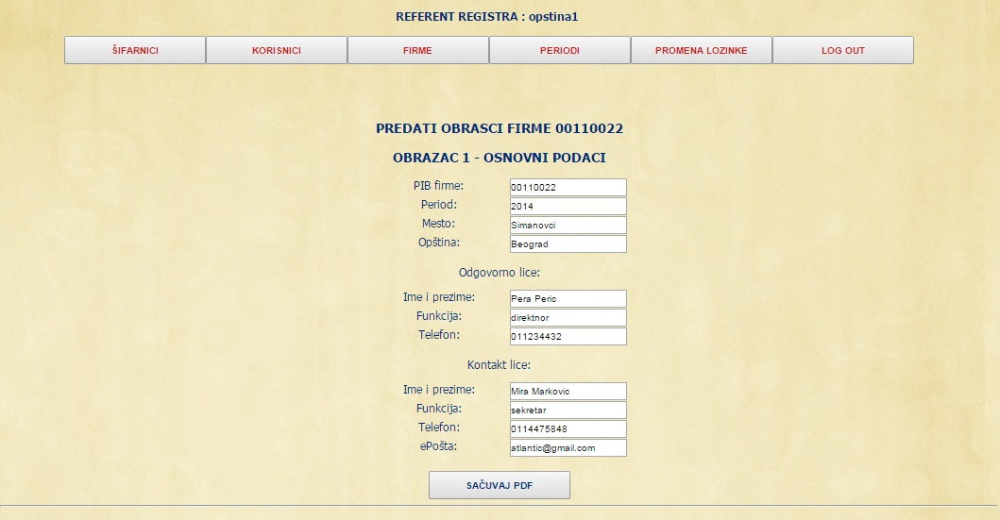 REFERENT REGISTRA : opstina1
ŠIFARNICI KORISNICI FIRME PERIODI PROMENA LOZINKE LOG OUT
PREDATI OBRASCI FIRME 00110022
OBRAZAC 1 - OSNOVNI PODACI
PIB firme: 00110022
Period: 2014
Mesto: Simanovci
Opština: Beograd
Odgovorno lice:
Ime i prezime: Pera Peric
Funkcija: direktnor
Telefon: 011234432
Kontakt lice:
Ime i prezime: Mira Markovic
Funkcija: sekretar
Telefon: 0114475848
ePošta: atlantic@gmail.com
SAČUVAJ PDF